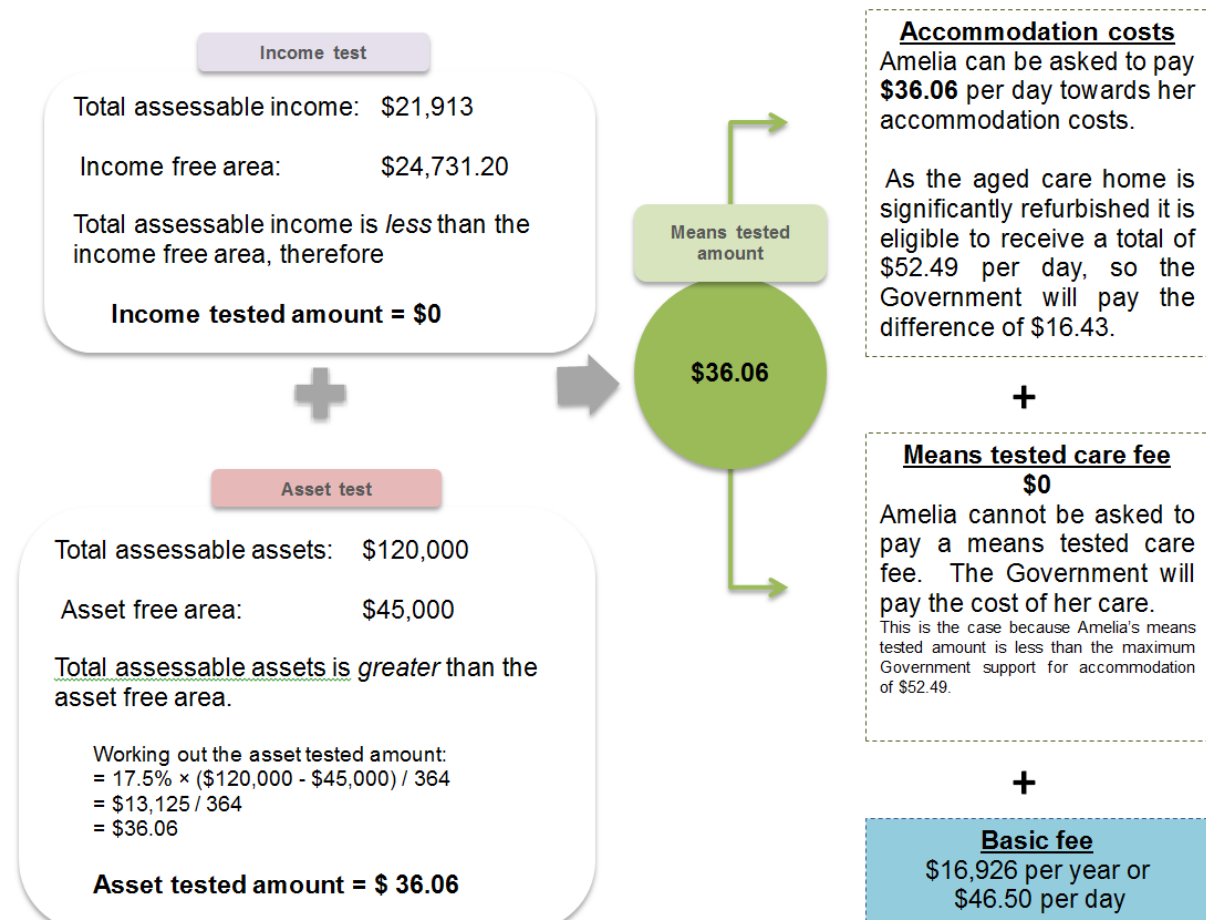 Income test
Total assessable income: $21,913
Income free area: $24,731.20
Total assessable income is less than the
income free area, therefore
Income tested amount = $0
Asset test
Total assessable assets: $120,000
Asset free area: $45,000
Total assessable assets is greater than the
asset free area.
Working out the asset tested amount:
= 17.5% × ($120,000 - $45,000) / 364
= $13,125 / 364
= $36.06
Asset tested amount = $ 36.06
Means tested
amount
$36.06
Accommodation costs
Amelia can be asked to pay
$36.06 per day towards her
accommodation costs.
As the aged care home is
significantly refurbished it is
eligible to receive a total of
$52.49 per day, so the
Government will pay the
difference of $16.43.
+
Means tested care fee
$0
Amelia cannot be asked to
pay a means tested care
fee. The Government will
pay the cost of her care.
This is the case because Amelia's means
tested amount is less than the maximum
Government support for accommodation
of $52.49.
+
Basic fee
$16,926 per year or
$46.50 per day